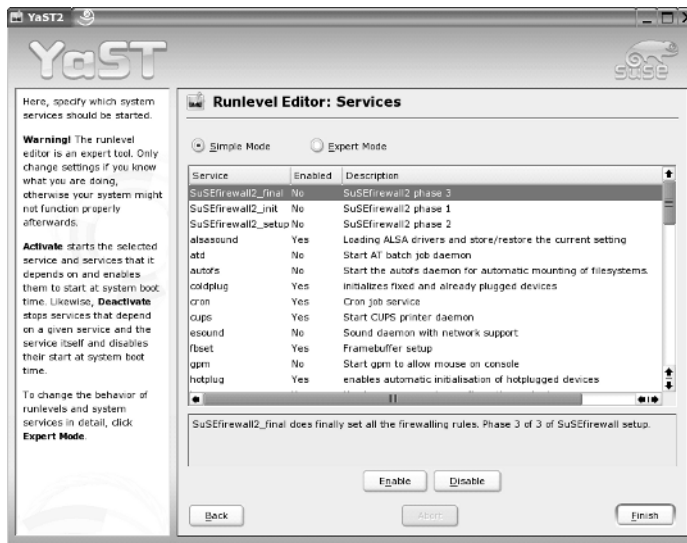 YaST2
YaST
suse
Here, specify which system
services should be started.
Warning! The runlevel
editor is an expert tool. Only
change settings if you know
what you are doing,
otherwise your system might
not function properly
afterwards.
Activate starts the selected
service and services that it
depends on and enables
them to start at system boot
time. Likewise, Deactivate
stops services that depend
on a given service and the
service itself and disables
their start at system boot
time.
To change the behavior of
runlevels and system
services in detail, click
Expert Mode.
Runlevel Editor: Services
Simple Mode Expert Mode
Service Enabled Description
SuSEfirewall2_final No SuSEfirewall2 phase 3
SuSEfirewall2_init No SuSEfirewall2 phase 1
SuSEfirewall2_setup No SuSEfirewall2 phase 2
alsasound Yes Loading ALSA drivers and store/restore the current setting
atd No Start AT batch job daemon
autofs No Start the autofs daemon for automatic mounting of filesystems.
coldplug Yes initializes fixed and already plugged devices
cron Yes Cron job service
cups Yes Start CUPS printer daemon
esound No Sound daemon with network support
fbset Yes Framebuffer setup
gpm No Start gpm to allow mouse on console
hotplug Yes enables automatic initialisation of hotplugged devices
SuSEfirewall2_final does finally set all the firewalling rules. Phase 3 of 3 of SuSEfirewall setup.
Enable Disable
Back Abort Finish